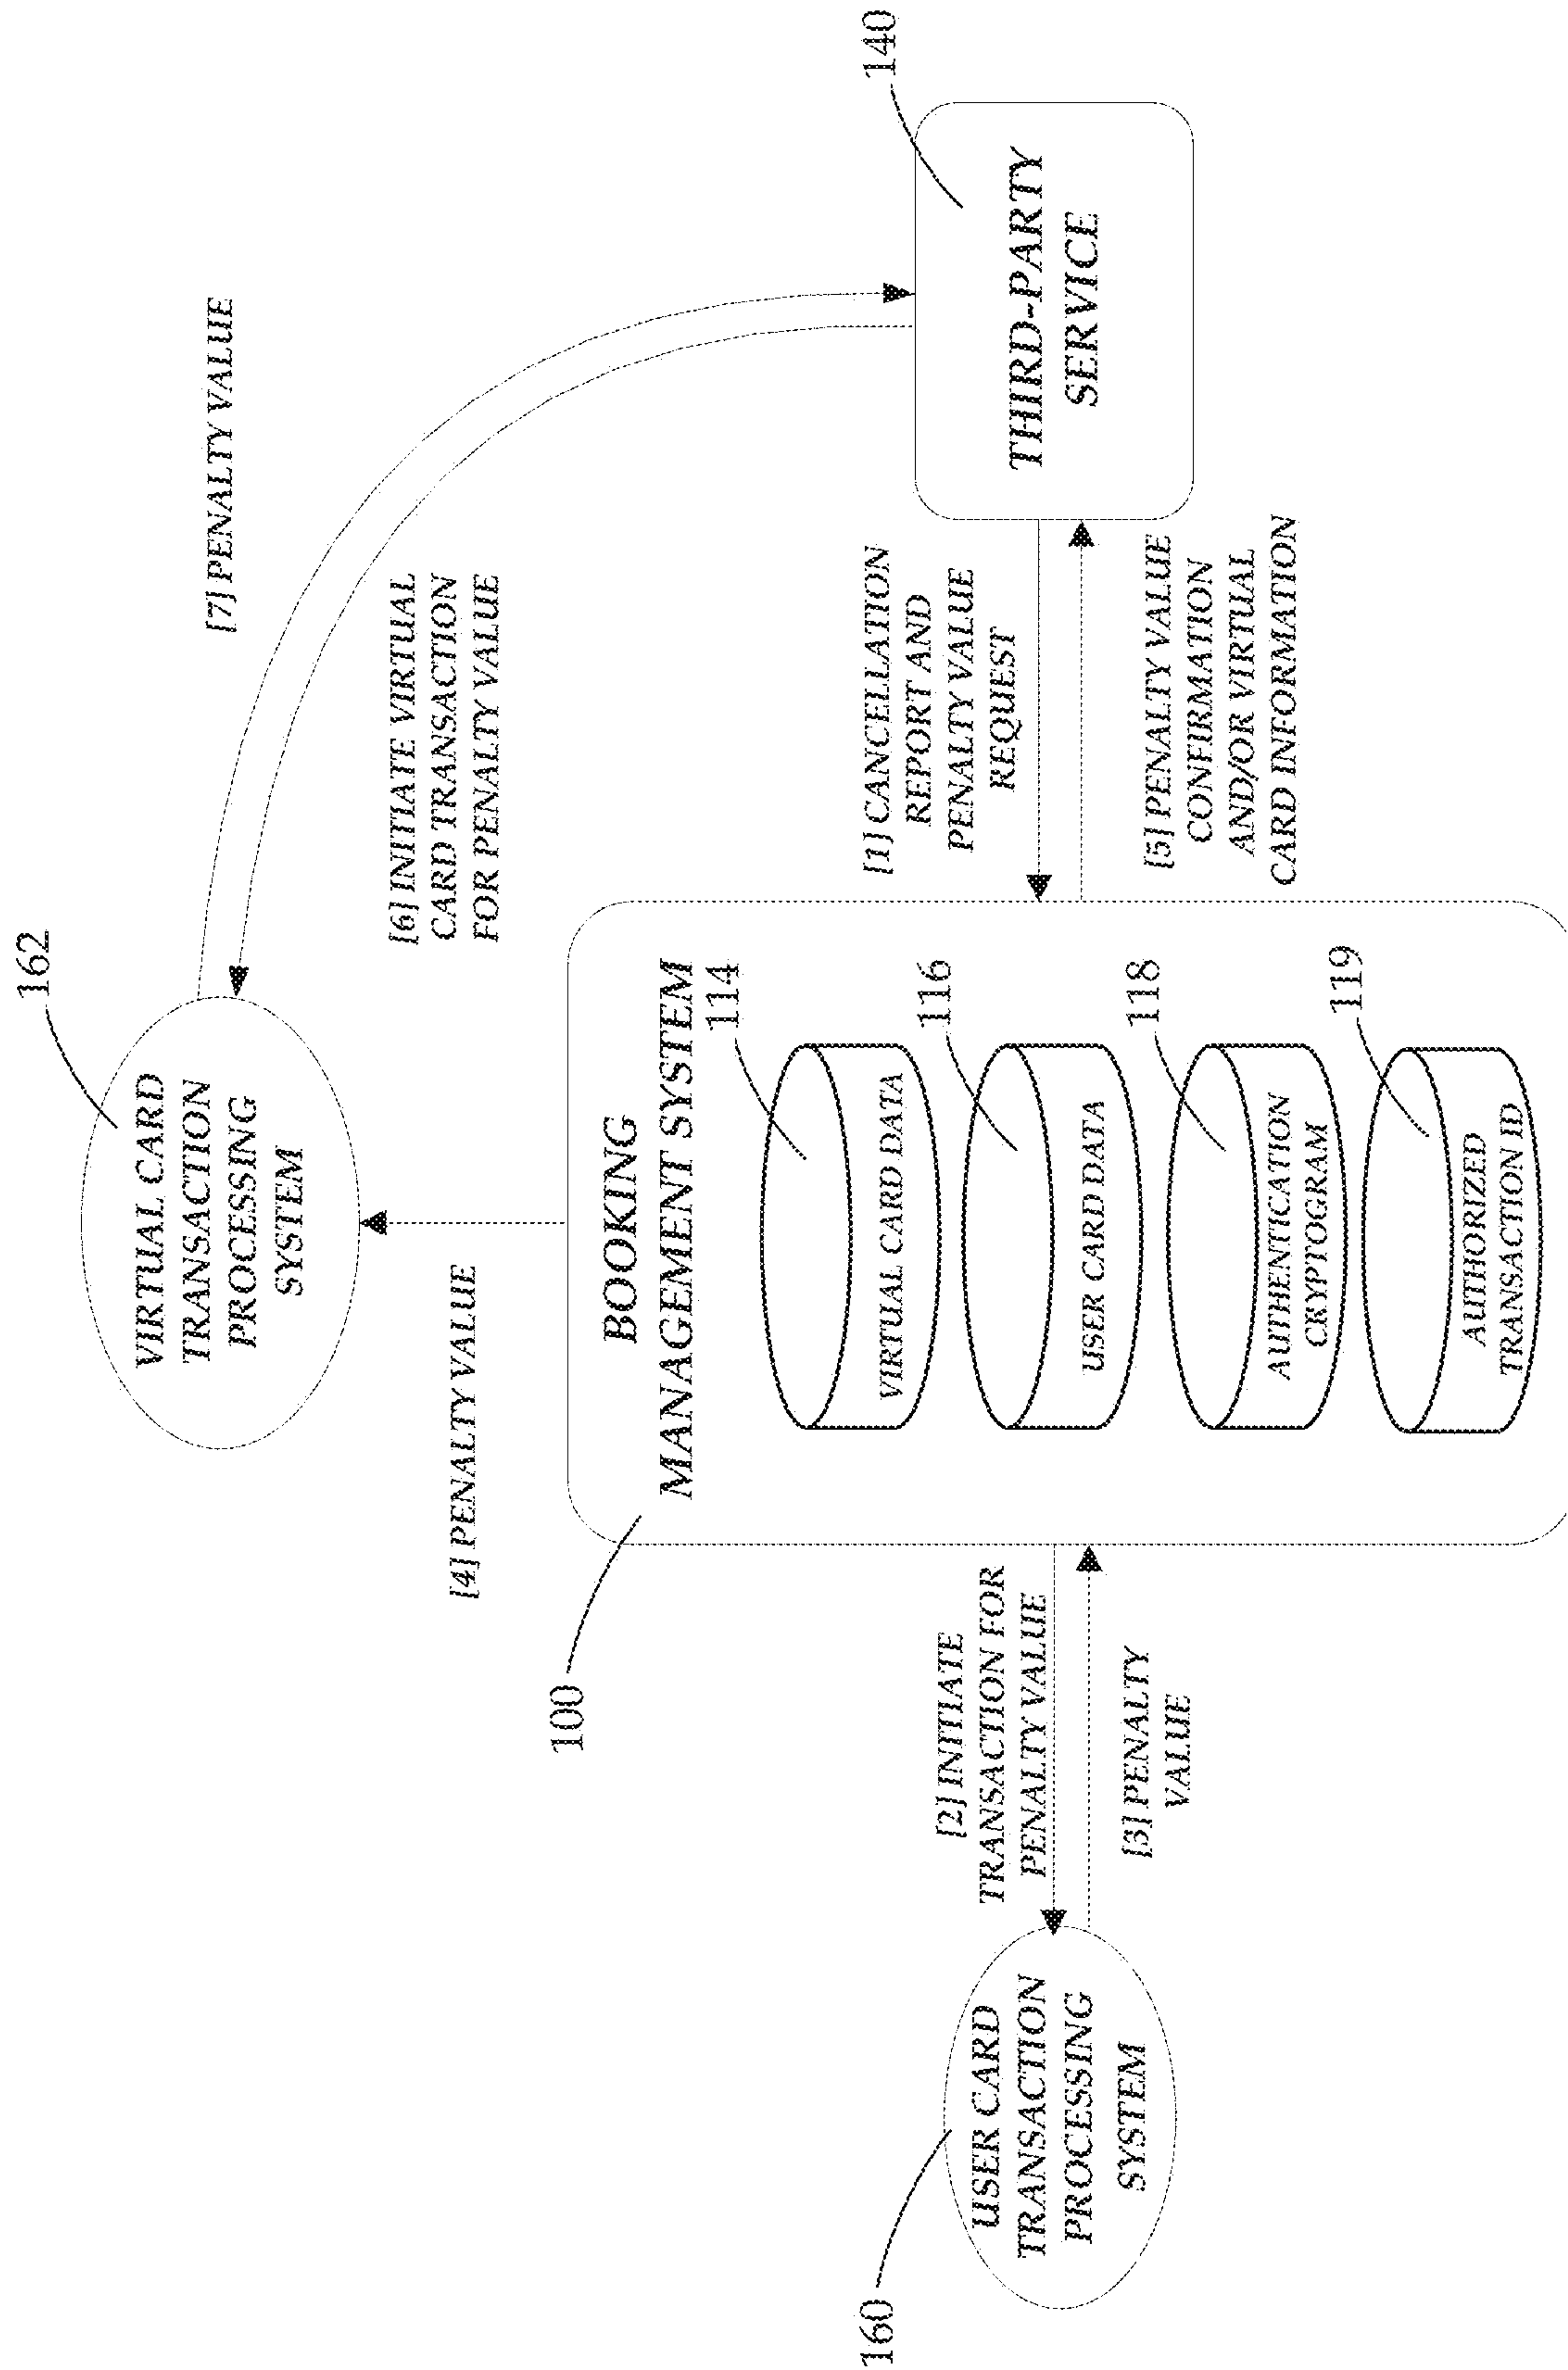 162
VIRTUAL CARD
TRANSACTION
PROCESSING
SYSTEM
[7] PENALTY VALUE
[6] INITIATE VIRTUAL
CARD TRANSACTION
FOR PENALTY VALUE
[4] PENALTY VALUE
100
BOOKING
MANAGEMENT SYSTEM
114
VIRTUAL CARD DATA
116
USER CARD DATA
118
AUTHENTICATION
CRYPTOGRAM
119
AUTHORIZED
TRANSACTION ID
140
THIRD-PARTY
SERVICE
[1] CANCELLATION
REPORT AND
PENALTY VALUE
REQUEST
[5] PENALTY VALUE
CONFIRMATION
AND/OR VIRTUAL
CARD INFORMATION
[2] INITIATE
TRANSACTION FOR
PENALTY VALUE
[3] PENALTY
VALUE
160
USER CARD
TRANSACTION
PROCESSING
SYSTEM